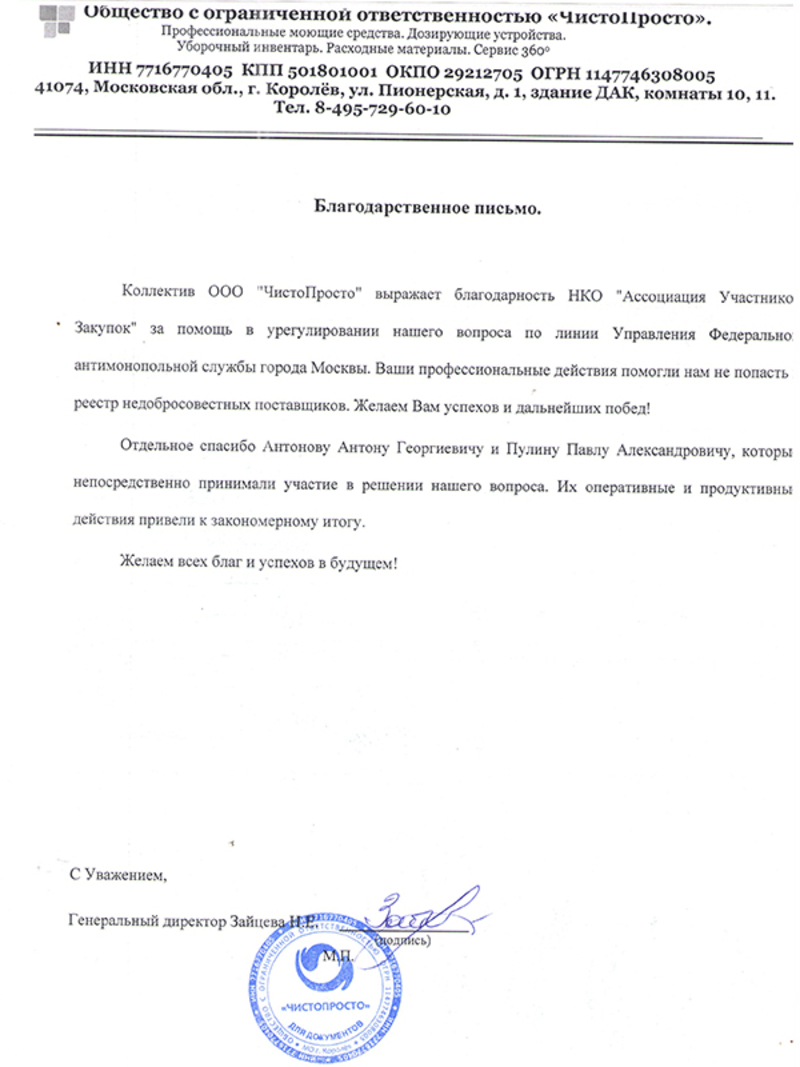 Общество с ограниченной ответственностью «ЧистоПросто».
Профессиональные моющие средства. Дозирующие устройства.
Уборочный инвентарь. Расходные материалы. Сервис 360°
ИНН 7716770405 КПП 501801001 ОКПО 29212705 ОГРН 1147746308005
41074, Московская обл., г. Королёв, ул. Пионерская, д. 1, здание ДАК, комнаты 10, 11.
Тел. 8-495-729-60-10
Благодарственное письмо.
Коллектив ООО "ЧистоПросто" выражает благодарность НКО "Ассоциация Участнико
Закупок" за помощь в урегулировании нашего вопроса по линии Управления Федерально
антимонопольной службы города Москвы. Ваши профессиональные действия помогли нам не попасть
реестр недобросовестных поставщиков. Желаем Вам успехов и дальнейших побед!
Отдельное спасибо Антонову Антону Георгиевичу и Пулину Павлу Александровичу, которы
непосредственно принимали участие в решении нашего вопроса. Их оперативные и продуктивны
действия привели к закономерному итогу.
Желаем всех благ и успехов в будущем!
С Уважением,
Генеральный директор Зайцева Н.Г.
(подпись)
М.П.
«ЧИСТОПРОСТО»
ДЛЯ ДОКУМЕНТОВ
ОБЩЕСТВО С ОГРАНИЧЕННОЙ ОТВЕТСТВЕННОСТЬЮ
МО г. Королёв